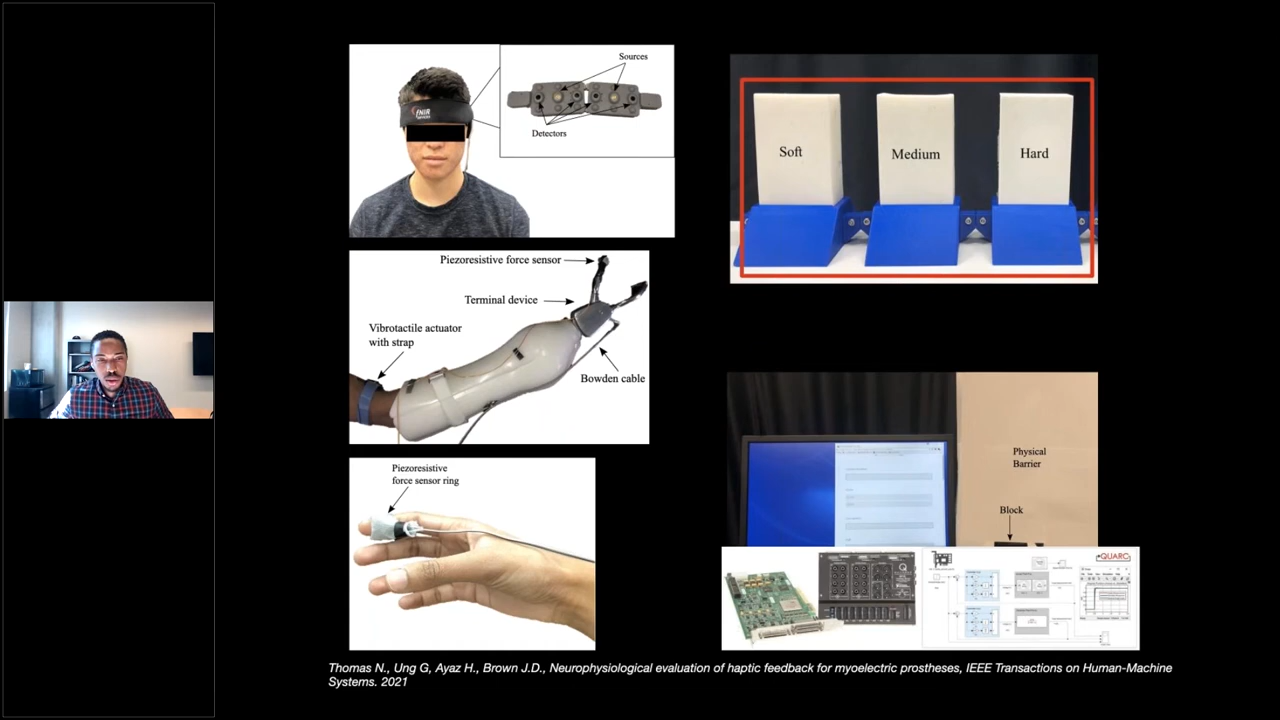 Sources
fNIR
DEVICES
Detectors
Soft
Medium
Hard
Piezoresistive force sensor
Terminal device
Vibrotactile actuator
with strap
Bowden cable
Piezoresistive
force sensor ring
Physical
Barrier
Block
QUARC
Thomas N., Ung G, Ayaz H., Brown J.D., Neurophysiological evaluation of haptic feedback for myoelectric prostheses, IEEE Transactions on Human-Machine
Systems. 2021